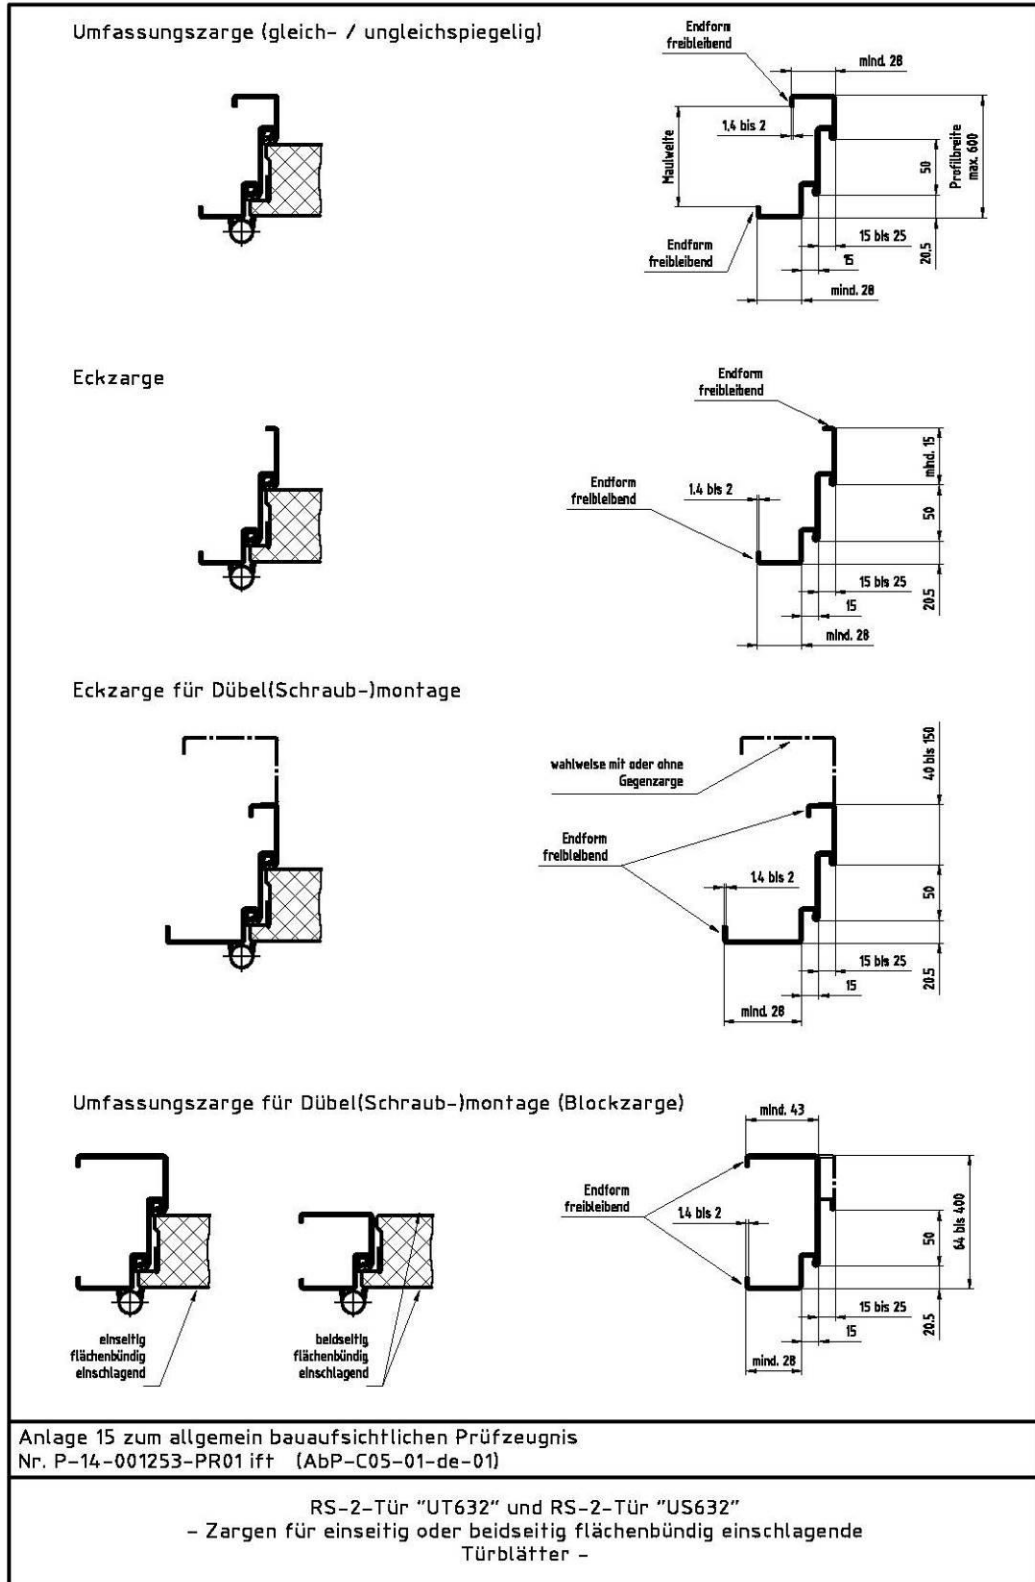 Umfassungszarge (gleich- / ungleichspiegelig)
Endform
freibleibend
mind. 28
1,4 bis 2
Maulweite
50
Profilbreite
max. 600
Endform
freibleibend
15 bis 25
15
20,5
mind. 28
Eckzarge
Endform
freibleibend
mind. 15
Endform
freibleibend
1.4 bis 2
50
15 bis 25
15
20,5
mind. 28
Eckzarge für Dübel(Schraub-)montage
wahlweise mit oder ohne
Gegenzarge
40 bis 150
Endform
freibleibend
1.4 bis 2
50
15 bis 25
15
20,5
mind. 28
Umfassungszarge für Dübel(Schraub-)montage (Blockzarge)
mind. 43
Endform
freibleibend
1.4 bis 2
50
64 bis 400
15 bis 25
15
20,5
mind. 28
einseitig
flächenbündig
einschlagend
beidseitig
flächenbündig
einschlagend
Anlage 15 zum allgemein bauaufsichtlichen Prüfzeugnis
Nr. P-14-001253-PR01 ift (AbP-C05-01-de-01)
RS-2-Tür "UT632" und RS-2-Tür "US632"
- Zargen für einseitig oder beidseitig flächenbündig einschlagende
Türblätter -